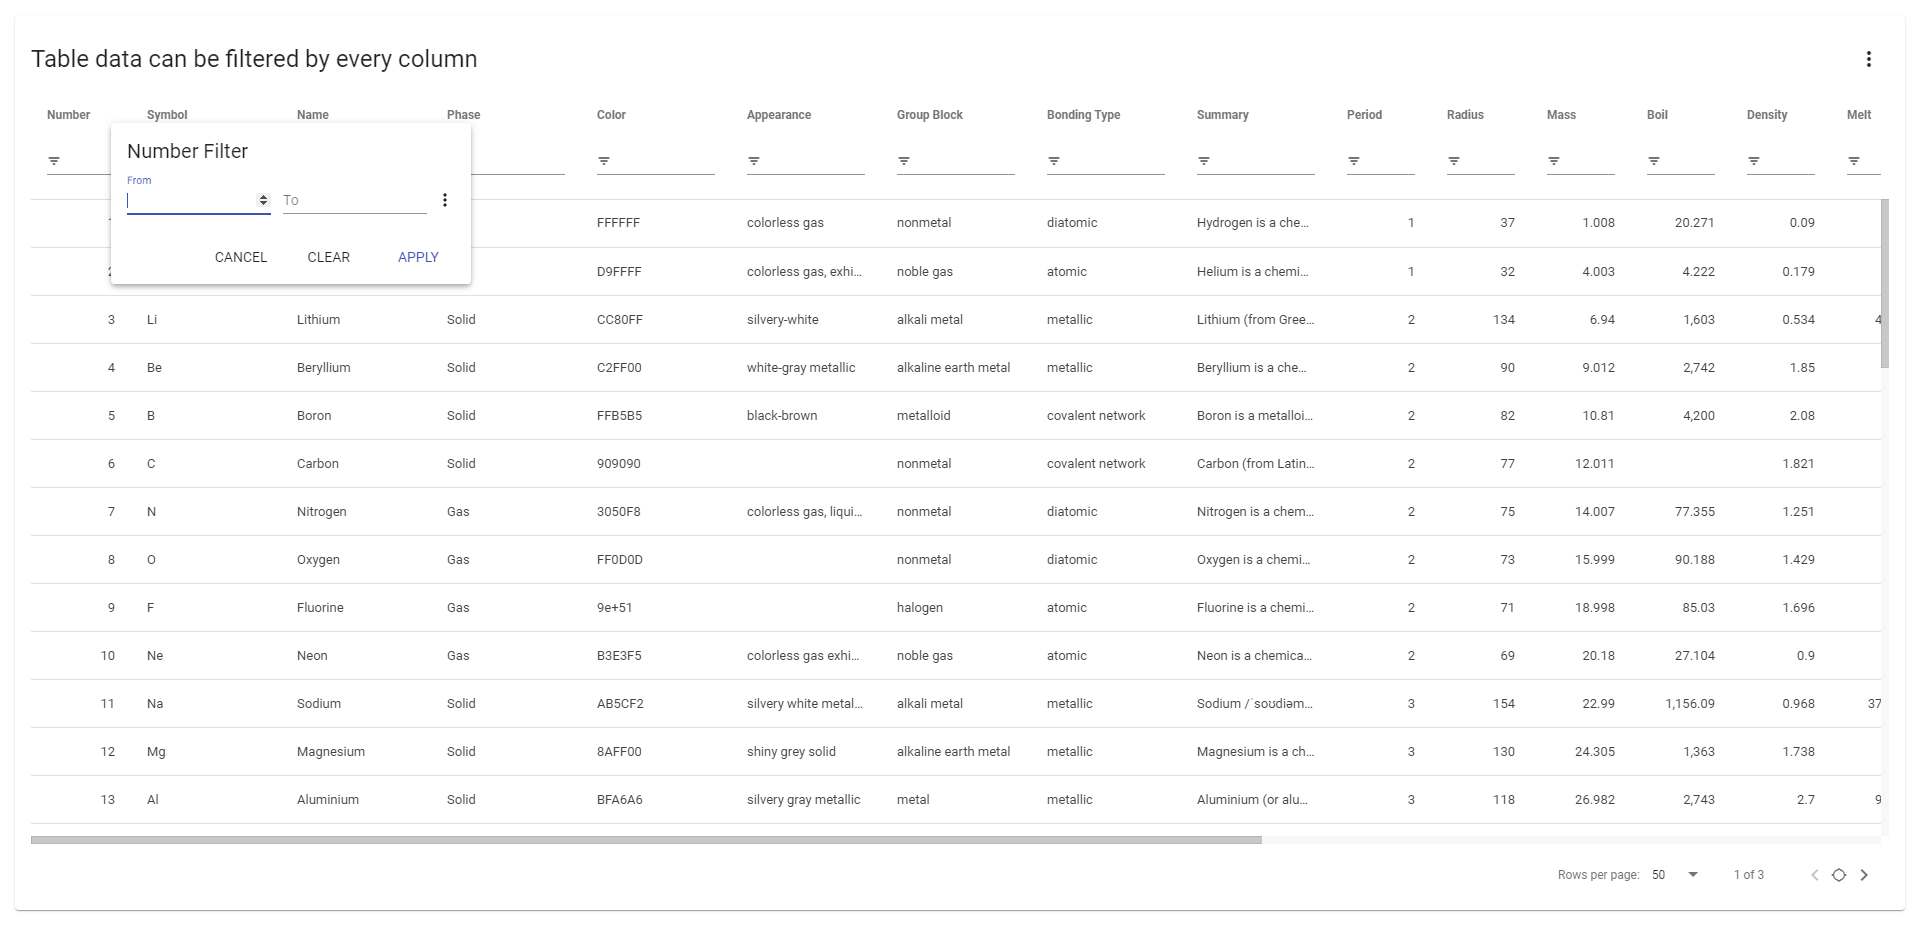 Table data can be filtered by every column
Number Symbol Name Phase Color Appearance Group Block Bonding Type Summary Period Radius Mass Boil Density Melt
Number Filter
From
To
CANCEL CLEAR APPLY
FFFFFF colorless gas nonmetal diatomic Hydrogen is a che... 1 37 1.008 20.271 0.09
D9FFFF colorless gas, exhi... noble gas atomic Helium is a chemi... 1 32 4.003 4.222 0.179
3 Li Lithium Solid CC80FF silvery-white alkali metal metallic Lithium (from Gree... 2 134 6.94 1,603 0.534 4
4 Be Beryllium Solid C2FF00 white-gray metallic alkaline earth metal metallic Beryllium is a che... 2 90 9.012 2,742 1.85
5 B Boron Solid FFB5B5 black-brown metalloid covalent network Boron is a metalloi... 2 82 10.81 4,200 2.08
6 C Carbon Solid 909090 nonmetal covalent network Carbon (from Latin... 2 77 12.011 1.821
7 N Nitrogen Gas 3050F8 colorless gas, liqui... nonmetal diatomic Nitrogen is a chem... 2 75 14.007 77.355 1.251
8 O Oxygen Gas FF0D0D nonmetal diatomic Oxygen is a chemi... 2 73 15.999 90.188 1.429
9 F Fluorine Gas 9e+51 halogen atomic Fluorine is a chemi... 2 71 18.998 85.03 1.696
10 Ne Neon Gas B3E3F5 colorless gas exhi... noble gas atomic Neon is a chemica... 2 69 20.18 27.104 0.9
11 Na Sodium Solid AB5CF2 silvery white metal... alkali metal metallic Sodium /ˈsoʊdiəm... 3 154 22.99 1,156.09 0.968 37
12 Mg Magnesium Solid 8AFF00 shiny grey solid alkaline earth metal metallic Magnesium is a ch... 3 130 24.305 1,363 1.738
13 Al Aluminium Solid BFA6A6 silvery gray metallic metal metallic Aluminium (or alu... 3 118 26.982 2,743 2.7 9
Rows per page: 50 1 of 3